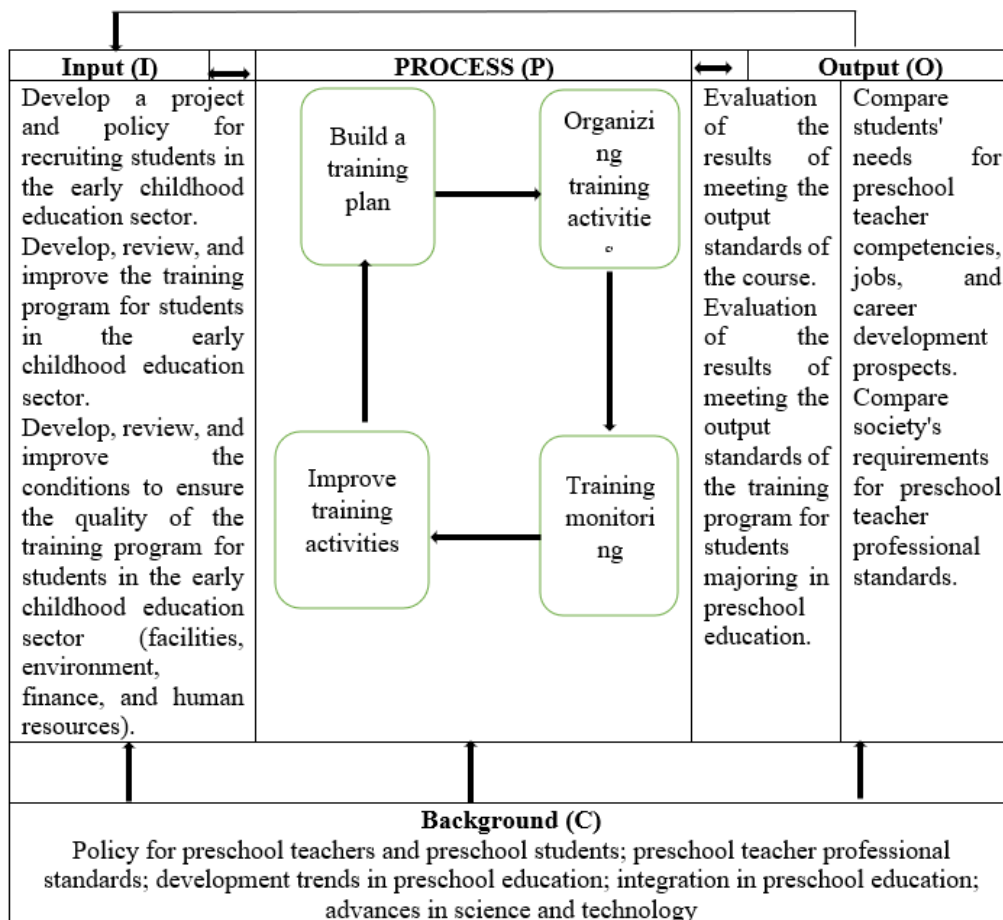 Input (I)
PROCESS (P)
Output (O)
Develop a project
and policy for
recruiting students in
the early childhood
education sector.
Develop, review, and
improve the training
program for students
in the early
childhood education
sector.
Develop, review, and
improve the
conditions to ensure
the quality of the
training program for
students in the early
childhood education
sector (facilities,
environment,
finance, and human
resources).
Build a
training
plan
Organizi
ng
training
activitie
s
Improve
training
activities
Training
monitori
ng
Evaluation
of the
results of
meeting the
output
standards of
the course.
Evaluation
of the
results of
meeting the
output
standards of
the training
program for
students
majoring in
preschool
education.
Compare
students'
needs for
preschool
teacher
competencies,
jobs, and
career
development
prospects.
Compare
society's
requirements
for preschool
teacher
professional
standards.
Background (C)
Policy for preschool teachers and preschool students; preschool teacher professional
standards; development trends in preschool education; integration in preschool education;
advances in science and technology